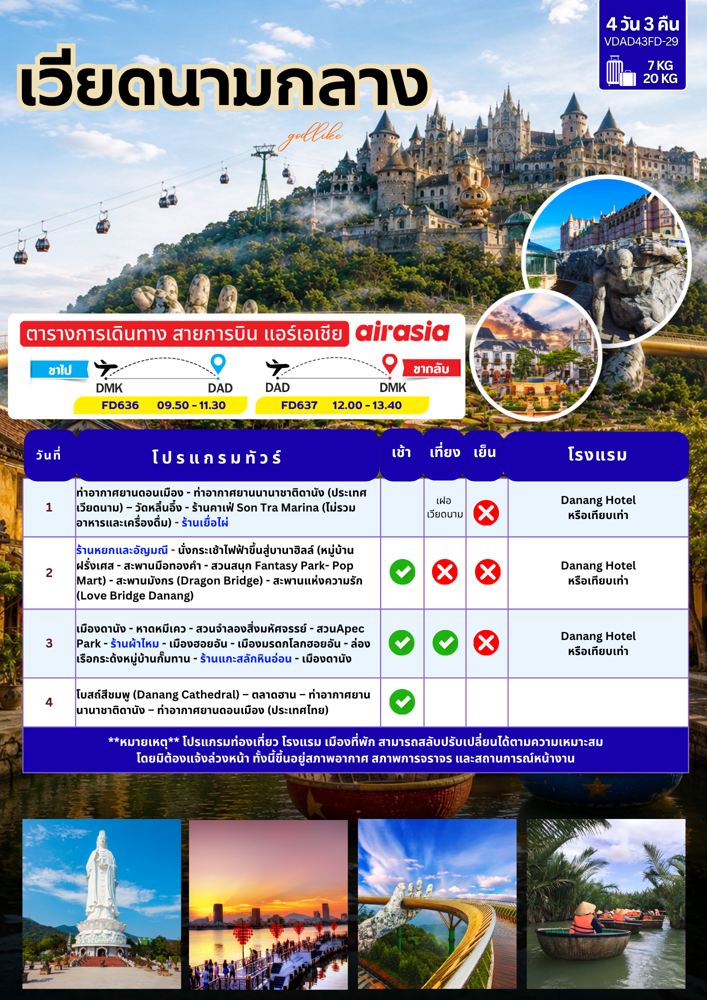 4 วัน 3 คืน
VDAD43FD-29
7 KG
20 KG
เวียดนามกลาง
godlike
ตารางการเดินทาง สายการบิน แอร์เอเชีย airasia
ขาไป
DMK DAD
FD636 09.50 - 11.30
ขากลับ
DAD DMK
FD637 12.00 - 13.40
วันที่ โปรแกรมทัวร์ เช้า เที่ยง เย็น โรงแรม
1
ท่าอากาศยานดอนเมือง - ท่าอากาศยานนานาชาติดานัง (ประเทศ
เวียดนาม) – วัดหลิ๋นอึ๋ง - ร้านคาเฟ่ Son Tra Marina (ไม่รวม
อาหารและเครื่องดื่ม) - ร้านเยื่อไผ่
เฝอ
เวียดนาม
Danang Hotel
หรือเทียบเท่า
2
ร้านหยกและอัญมณี - นั่งกระเช้าไฟฟ้าขึ้นสู่บานาฮิลล์ (หมู่บ้าน
ฝรั่งเศส - สะพานมือทองคำ - สวนสนุก Fantasy Park- Pop
Mart) - สะพานมังกร (Dragon Bridge) - สะพานแห่งความรัก
(Love Bridge Danang)
Danang Hotel
หรือเทียบเท่า
3
เมืองดานัง - หาดหมีเคว - สวนจำลองสิ่งมหัศจรรย์ - สวนApec
Park - ร้านผ้าไหม - เมืองฮอยอัน - เมืองมรดกโลกฮอยอัน - ล่อง
เรือกระด้งหมู่บ้านกั๊มทาน - ร้านแกะสลักหินอ่อน - เมืองดานัง
Danang Hotel
หรือเทียบเท่า
4
โบสถ์สีชมพู (Danang Cathedral) – ตลาดฮาน – ท่าอากาศยาน
นานาชาติดานัง – ท่าอากาศยานดอนเมือง (ประเทศไทย)
**หมายเหตุ** โปรแกรมท่องเที่ยว โรงแรม เมืองที่พัก สามารถสลับปรับเปลี่ยนได้ตามความเหมาะสม
โดยมิต้องแจ้งล่วงหน้า ทั้งนี้ขึ้นอยู่สภาพอากาศ สภาพการจราจร และสถานการณ์หน้างาน